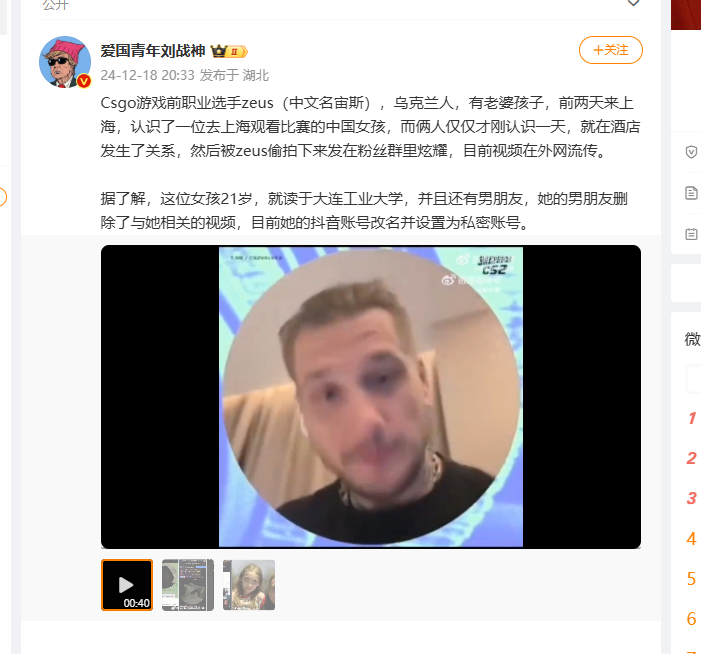 公开
爱国青年刘战神
II
+关注
24-12-18 20:33 发布于 湖北
Csgo游戏前职业选手zeus（中文名宙斯），乌克兰人，有老婆孩子，前两天来上
海，认识了一位去上海观看比赛的中国女孩，而俩人仅仅才刚认识一天，就在酒店
发生了关系，然后被zeus偷拍下来发在粉丝群里炫耀，目前视频在外网流传。
据了解，这位女孩21岁，就读于大连工业大学，并且还有男朋友，她的男朋友删
除了与她相关的视频，目前她的抖音账号改名并设置为私密账号。
CS2
00:40
微
1
2
3
4
5
6